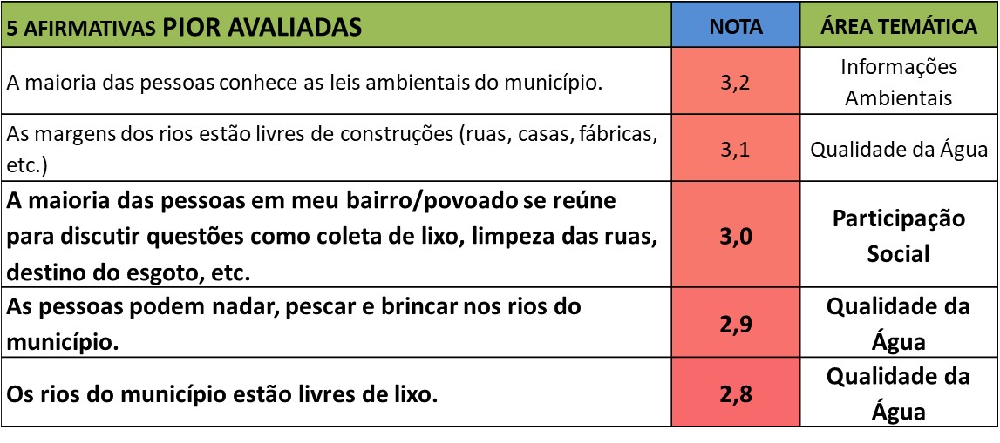 5 AFIRMATIVAS PIOR AVALIADAS
NOTA
ÁREA TEMÁTICA
A maioria das pessoas conhece as leis ambientais do município.
3,2
Informações
Ambientais
As margens dos rios estão livres de construções (ruas, casas, fábricas,
etc.)
3,1
Qualidade da Água
A maioria das pessoas em meu bairro/povoado se reúne
para discutir questões como coleta de lixo, limpeza das ruas,
destino do esgoto, etc.
3,0
Participação
Social
As pessoas podem nadar, pescar e brincar nos rios do
município.
2,9
Qualidade da
Água
Os rios do município estão livres de lixo.
2,8
Qualidade da
Água